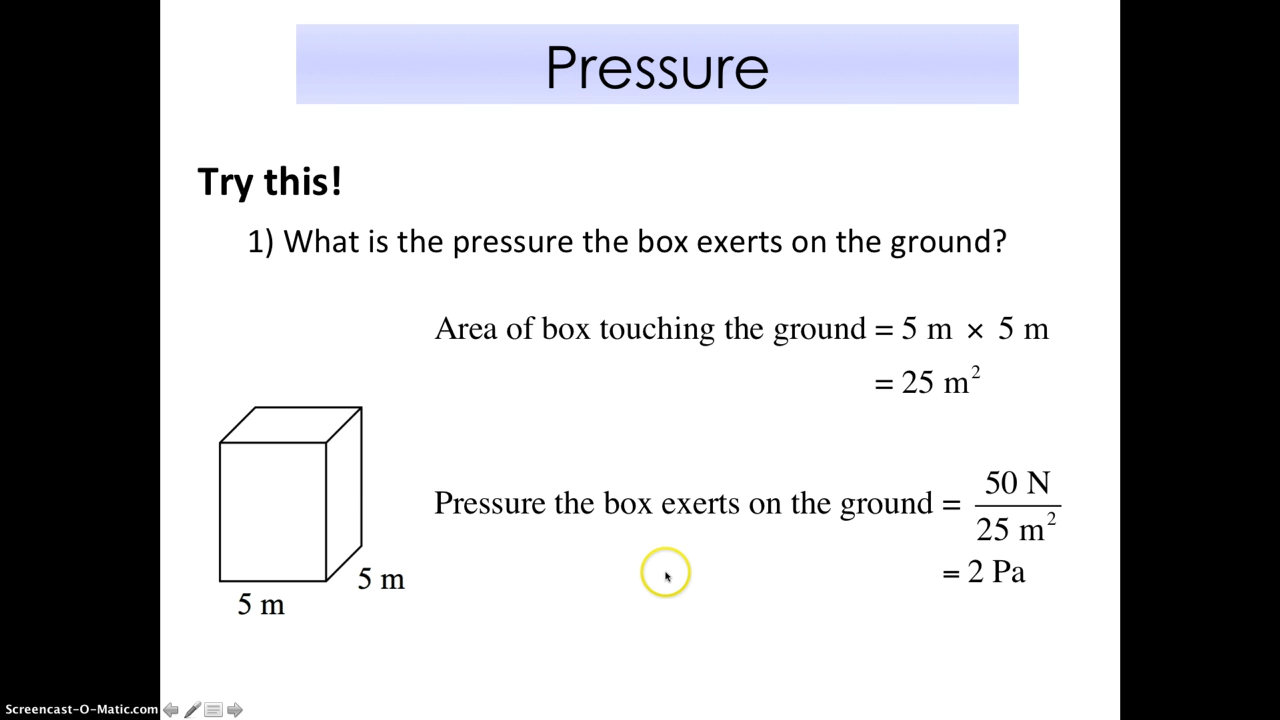 Pressure
Try this!
1) What is the pressure the box exerts on the ground?
Area of box touching the ground = 5 m × 5 m
= 25 m²
Pressure the box exerts on the ground = 50 N / 25 m²
= 2 Pa
5 m
5 m
Screencast-O-Matic.com